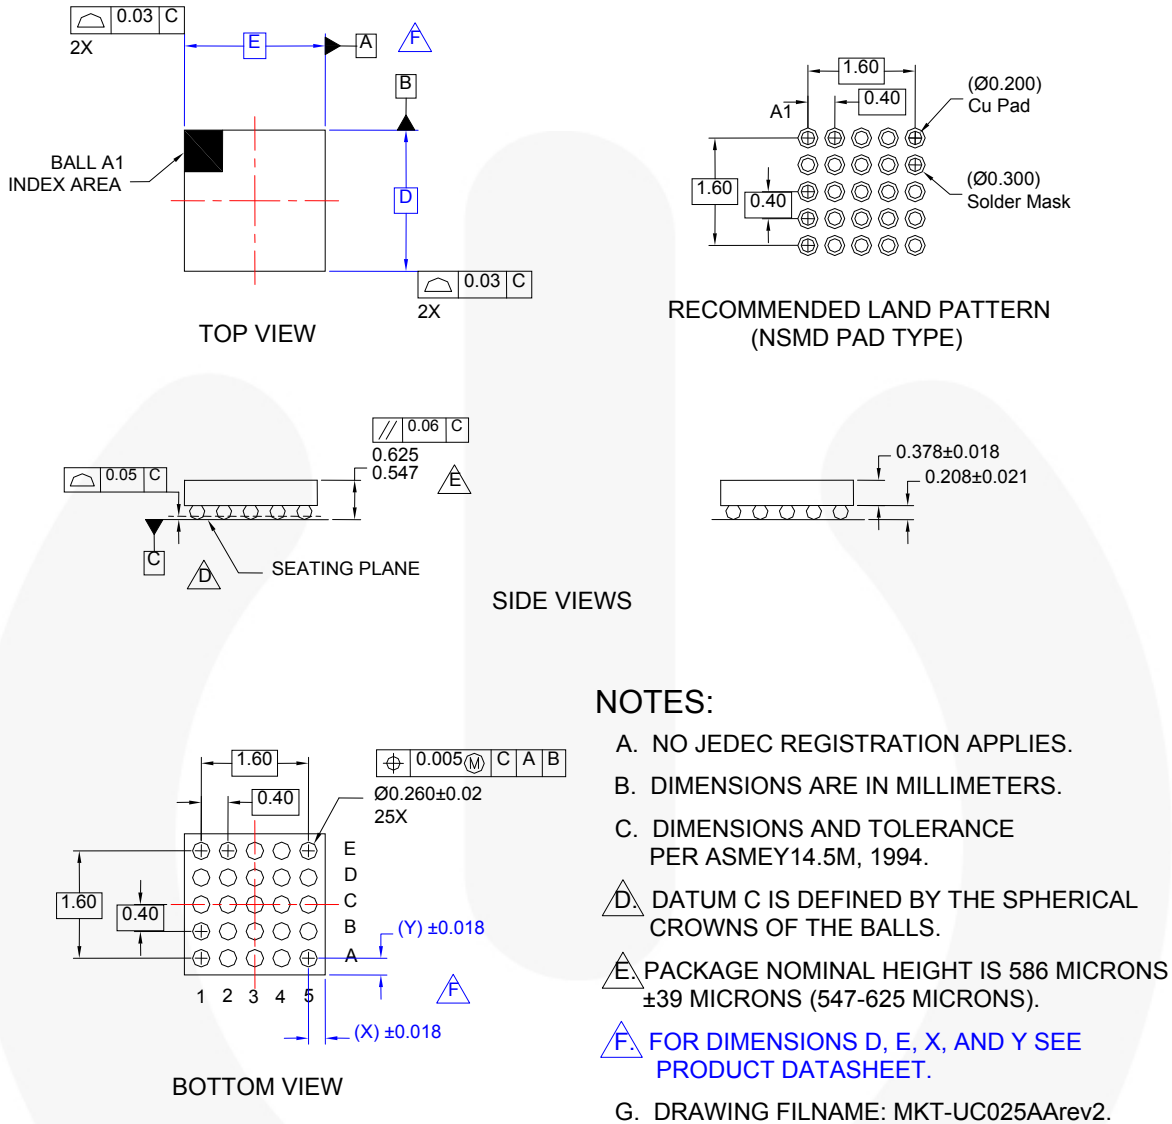 0.03 C
2X
E
A
F
B
BALL A1
INDEX AREA
D
0.03 C
2X
TOP VIEW
1.60
0.40
A1
(Ø0.200)
Cu Pad
1.60
0.40
(Ø0.300)
Solder Mask
RECOMMENDED LAND PATTERN
(NSMD PAD TYPE)
// 0.06 C
0.625
0.547
E
0.05 C
C
D
SEATING PLANE
0.378±0.018
0.208±0.021
SIDE VIEWS
1.60
0.40
0.005 Ⓜ C A B
Ø0.260±0.02
25X
1.60
0.40
E
D
C
B
A
(Y) ±0.018
F
1 2 3 4 5
(X) ±0.018
BOTTOM VIEW
NOTES:
A. NO JEDEC REGISTRATION APPLIES.
B. DIMENSIONS ARE IN MILLIMETERS.
C. DIMENSIONS AND TOLERANCE
PER ASMEY14.5M, 1994.
D. DATUM C IS DEFINED BY THE SPHERICAL
CROWNS OF THE BALLS.
E. PACKAGE NOMINAL HEIGHT IS 586 MICRONS
±39 MICRONS (547-625 MICRONS).
F. FOR DIMENSIONS D, E, X, AND Y SEE
PRODUCT DATASHEET.
G. DRAWING FILNAME: MKT-UC025AArev2.